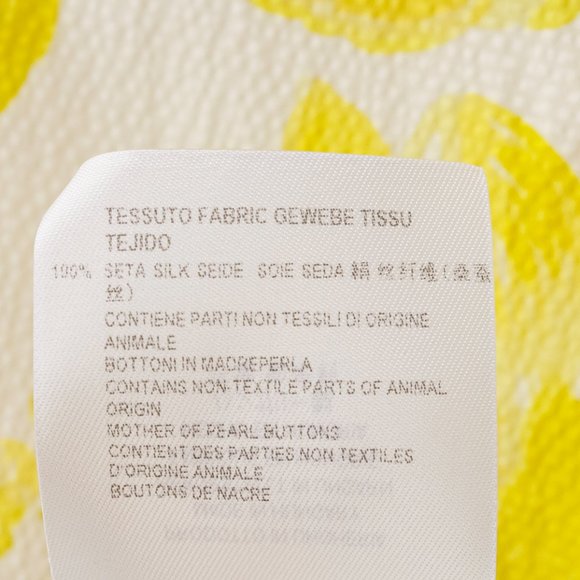 TESSUTO FABRIC GEWEBE TISSU
TEJIDO
100% SETA SILK SEIDE SOIE SEDA 絹 丝纤维(桑蚕
丝)
CONTIENE PARTI NON TESSILI DI ORIGINE
ANIMALE
BOTTONI IN MADREPERLA
CONTAINS NON-TEXTILE PARTS OF ANIMAL
ORIGIN
MOTHER OF PEARL BUTTONS
CONTIENT DES PARTIES NON TEXTILES
D'ORIGINE ANIMALE
BOUTONS DE NACRE